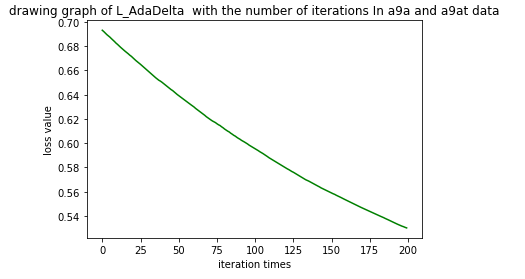 drawing graph of L_AdaDelta  with the number of iterations In a9a and a9at data
0.70
0.68
0.66
0.64
0.62
0.60
0.58
0.56
0.54
loss value
0 25 50 75 100 125 150 175 200
iteration times